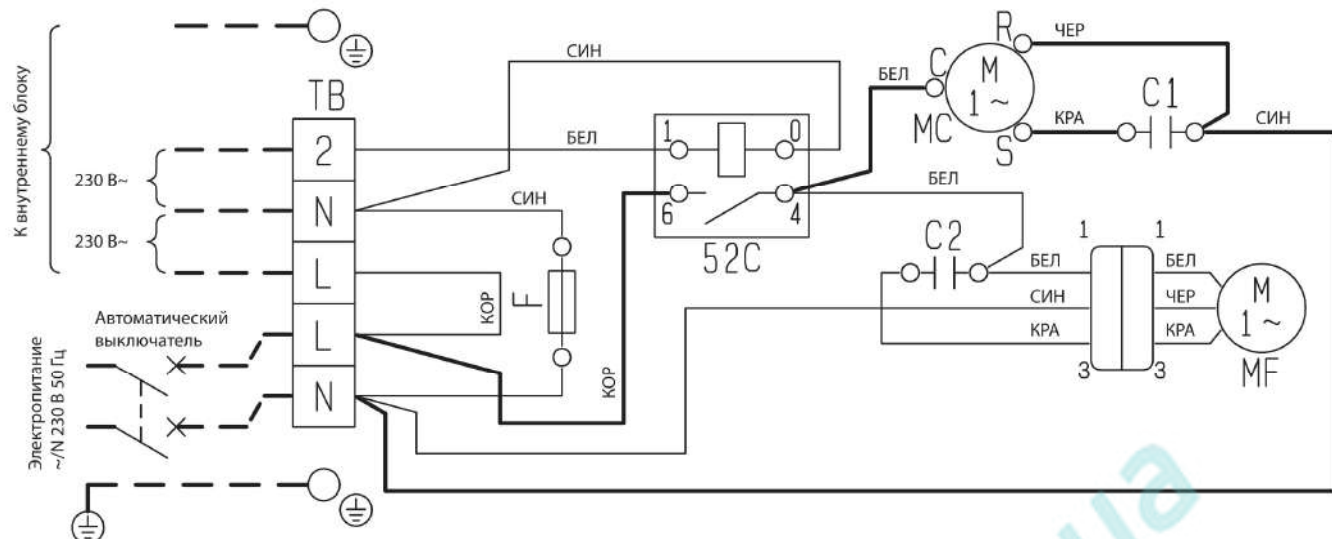 К внутреннему блоку
230 В~
230 В~
Автоматический
выключатель
Электропитание
~/N 230 В 50 Гц
TB
2
N
L
L
N
СИН
БЕЛ
СИН
КОР
F
КОР
1
0
6
4
52C
БЕЛ
C
R
M
1 ~
MC
S
ЧЕР
КРА
C1
СИН
БЕЛ
C2
БЕЛ
СИН
КРА
1
1
3
3
БЕЛ
ЧЕР
КРА
M
1 ~
MF
ua